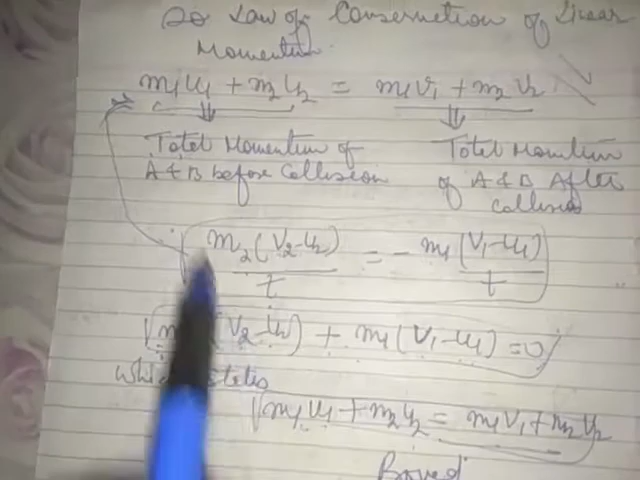 Law of Conservation of Linear
Momentum
m₁u₁ + m₂u₂ = m₁v₁ + m₂v₂
Total Momentum of Total Momentum
A & B before Collision of A & B After
Collision
m₂(v₂-u₂)/t = - m₁(v₁-u₁)/t
(v₂-u₂) + m₁(v₁-u₁) = 0
m₁u₁ + m₂u₂ = m₁v₁ + m₂v₂